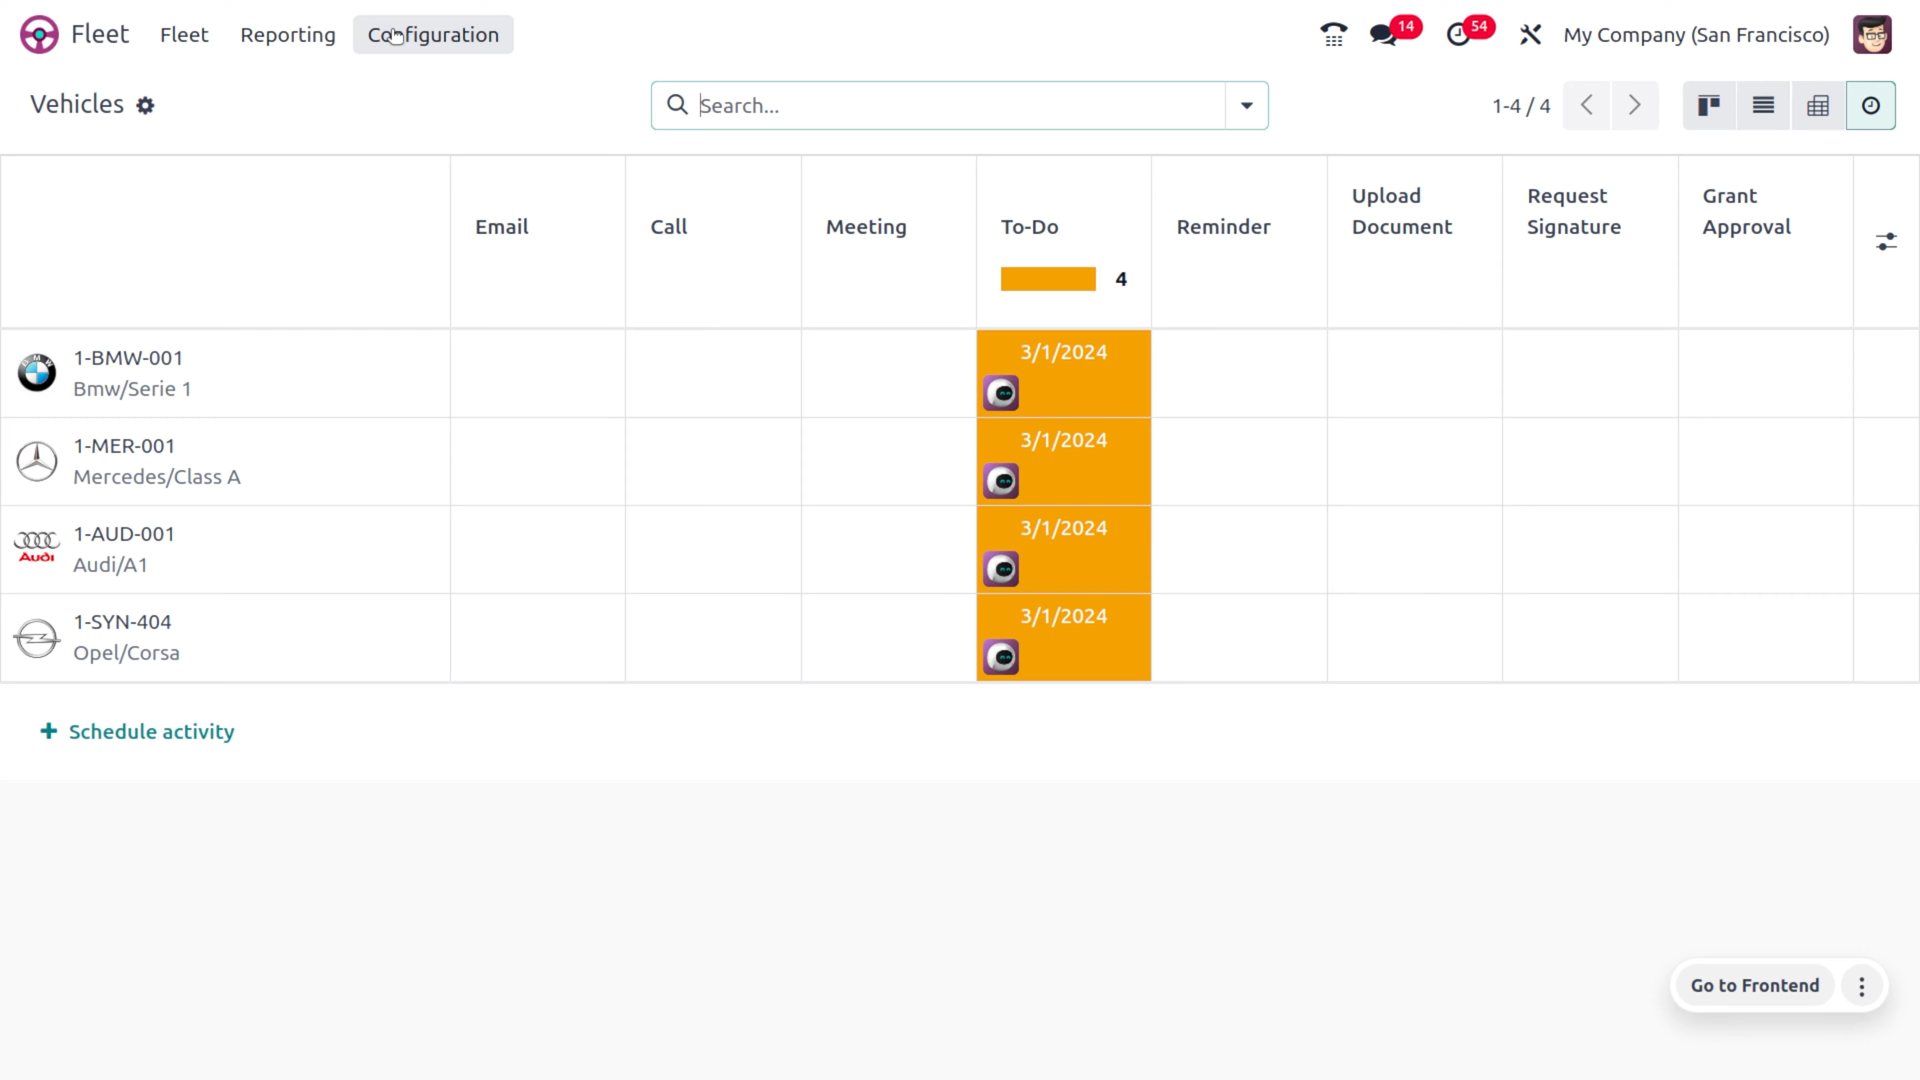 Fleet Fleet Reporting Configuration 14 54 My Company (San Francisco)
Vehicles Search... 1-4 / 4
Email Call Meeting To-Do Reminder Upload Document Request Signature Grant Approval
4
1-BMW-001 3/1/2024
Bmw/Serie 1
1-MER-001 3/1/2024
Mercedes/Class A
1-AUD-001 3/1/2024
Audi
Audi/A1
1-SYN-404 3/1/2024
Opel/Corsa
Schedule activity
Go to Frontend